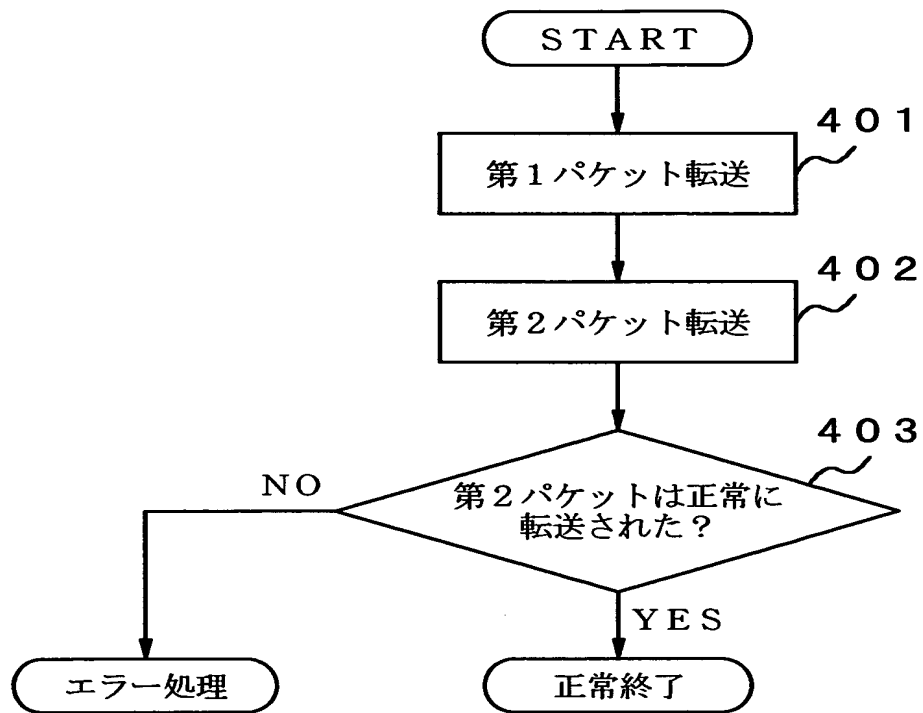 START
401
第1パケット転送
402
第2パケット転送
403
NO
第2パケットは正常に
転送された？
YES
エラー処理
正常終了